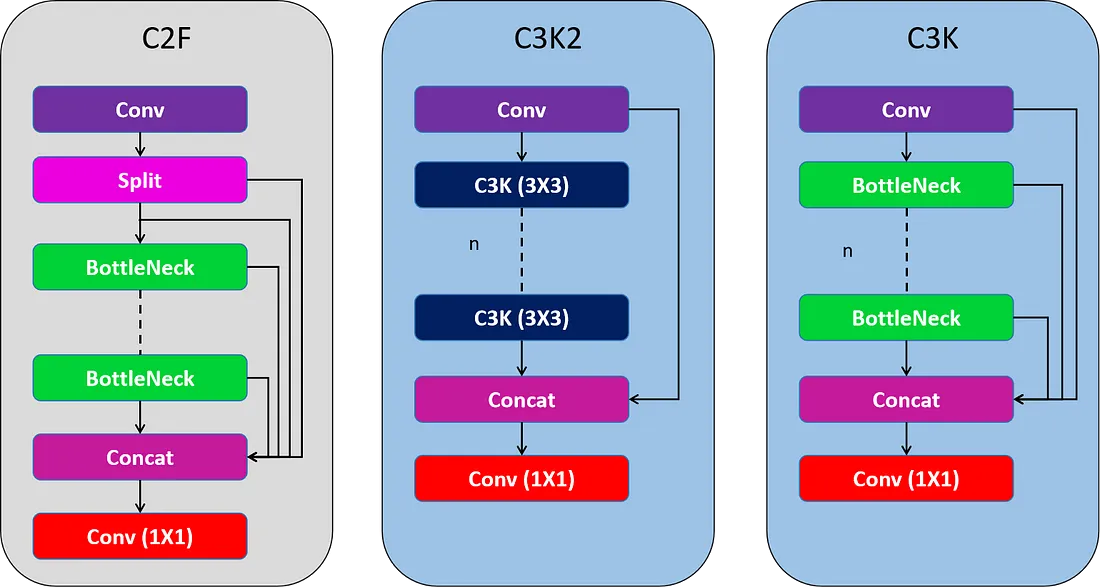 C2F
Conv
Split
BottleNeck
BottleNeck
Concat
Conv (1X1)
C3K2
Conv
C3K (3X3)
n
C3K (3X3)
Concat
Conv (1X1)
C3K
Conv
BottleNeck
n
BottleNeck
Concat
Conv (1X1)